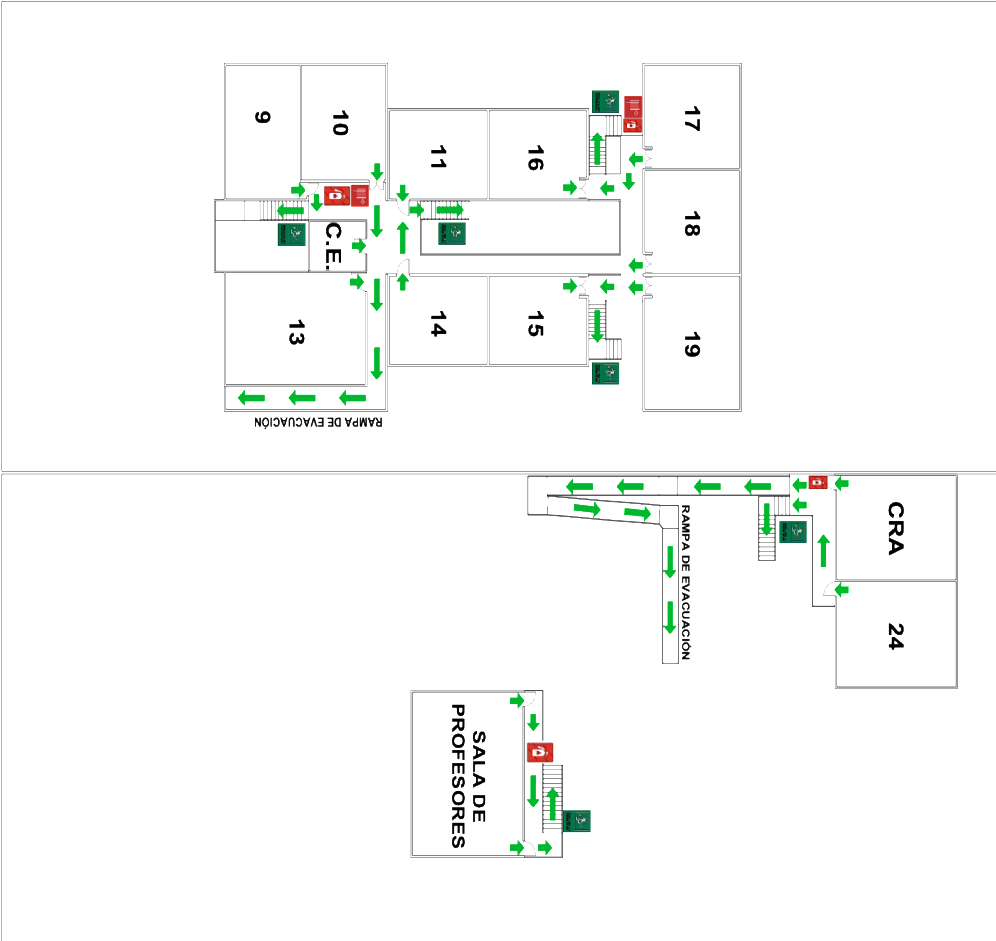 9
10
11
16
17
18
C.E.
13
14
15
19
RAMPA DE EVACUACIÓN
CRA
RAMPA DE EVACUACIÓN
24
SALA DE
PROFESORES